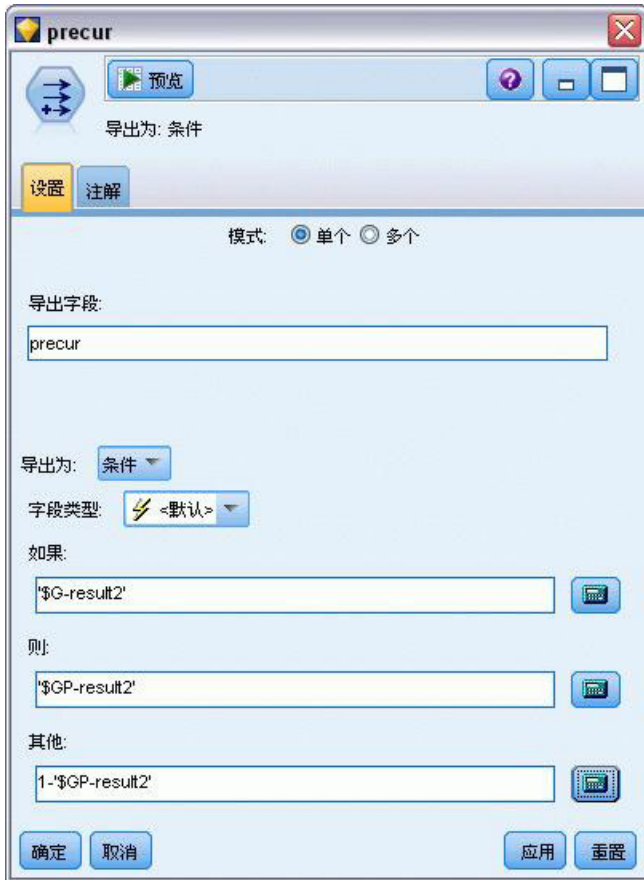 precur
预览
导出为: 条件
设置 注解
模式: 单个 多个
导出字段:
precur
导出为: 条件
字段类型: <默认>
如果:
'$G-result2'
则:
'$GP-result2'
其他:
1-'$GP-result2'
确定 取消 应用 重置